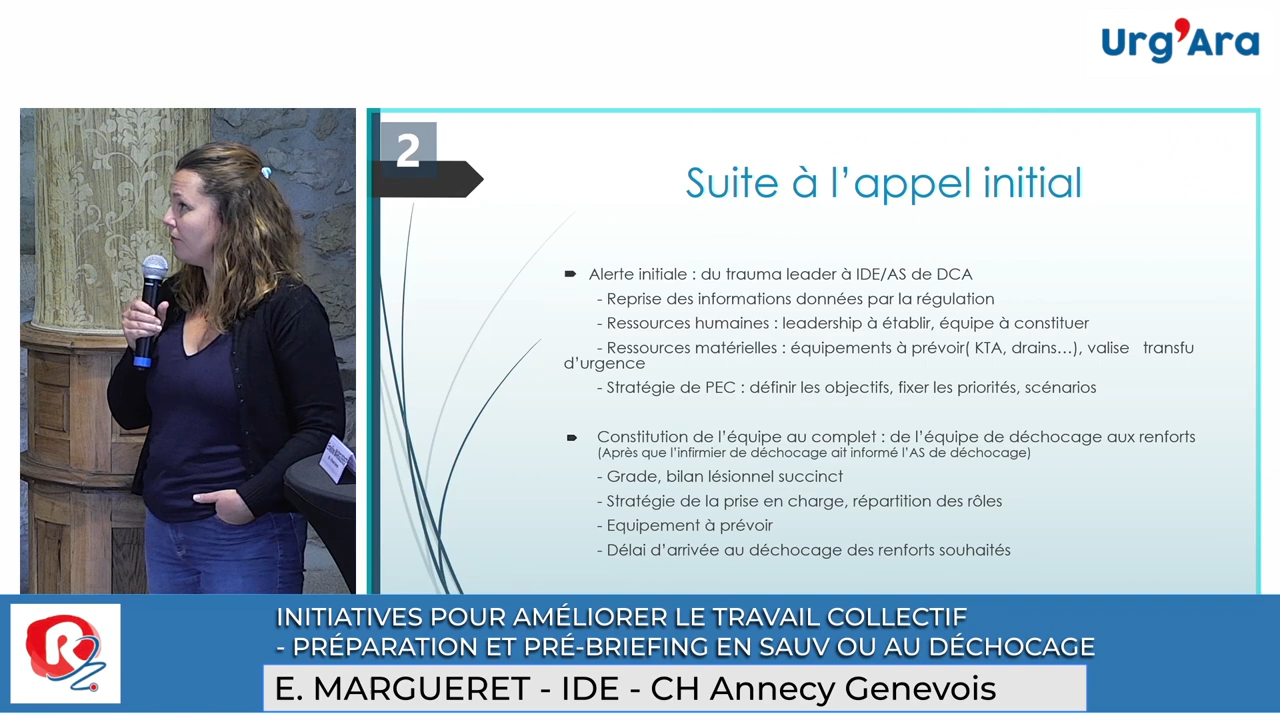 Urg'Ara
2
Suite à l'appel initial
Alerte initiale : du trauma leader à IDE/AS de DCA
- Reprise des informations données par la régulation
- Ressources humaines : leadership à établir, équipe à constituer
- Ressources matérielles : équipements à prévoir( KTA, drains...), valise transfu
d'urgence
- Stratégie de PEC : définir les objectifs, fixer les priorités, scénarios
Constitution de l'équipe au complet : de l'équipe de déchocage aux renforts
(Après que l'infirmier de déchocage ait informé l'AS de déchocage)
- Grade, bilan lésionnel succinct
- Stratégie de la prise en charge, répartition des rôles
- Equipement à prévoir
- Délai d'arrivée au déchocage des renforts souhaités
R
INITIATIVES POUR AMÉLIORER LE TRAVAIL COLLECTIF
- PRÉPARATION ET PRÉ-BRIEFING EN SAUV OU AU DÉCHOCAGE
E. MARGUERET - IDE - CH Annecy Genevois